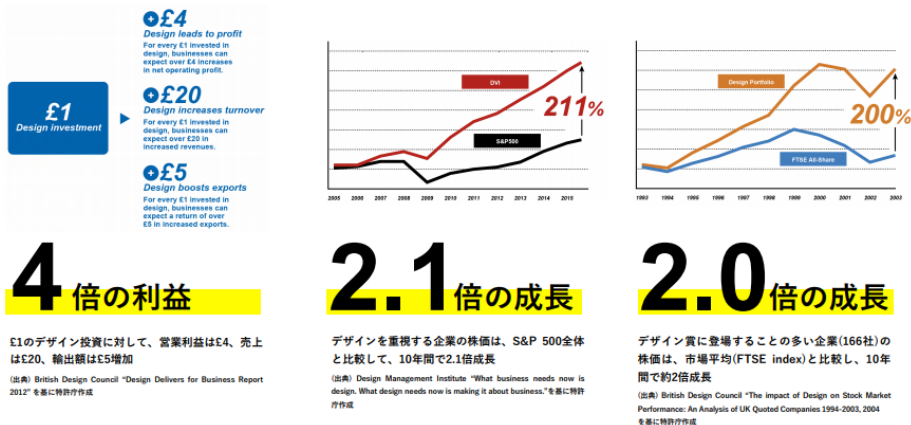 £1
Design investment
+£4
Design leads to profit
For every £1 invested in
design, businesses can
expect over £4 increases
in net operating profit.
+£20
Design increases turnover
For every £1 invested in
design, businesses can
expect over £20 in
increased revenues.
+£5
Design boosts exports
For every £1 invested in
design, businesses can
expect a return of over
£5 in increased exports.
4倍の利益
£1のデザイン投資に対して、営業利益は£4、売上
は£20、輸出額は£5増加
(出典) British Design Council “Design Delivers for Business Report
2012” を基に特許庁作成
DVI
211%
S&P500
2005 2006 2007 2008 2009 2010 2011 2012 2013 2014 2015
2.1倍の成長
デザインを重視する企業の株価は、S&P 500全体
と比較して、10年間で2.1倍成長
(出典) Design Management Institute “What business needs now is
design. What design needs now is making it about business.”を基に特許
庁作成
Design Portfolio
200%
FTSE All-Share
1993 1994 1995 1996 1997 1998 1999 2000 2001 2002 2003
2.0倍の成長
デザイン賞に登場することの多い企業(166社)の
株価は、市場平均(FTSE index)と比較し、10年
間で約2倍成長
(出典) British Design Council “The impact of Design on Stock Market
Performance: An Analysis of UK Quoted Companies 1994-2003, 2004
を基に特許庁作成